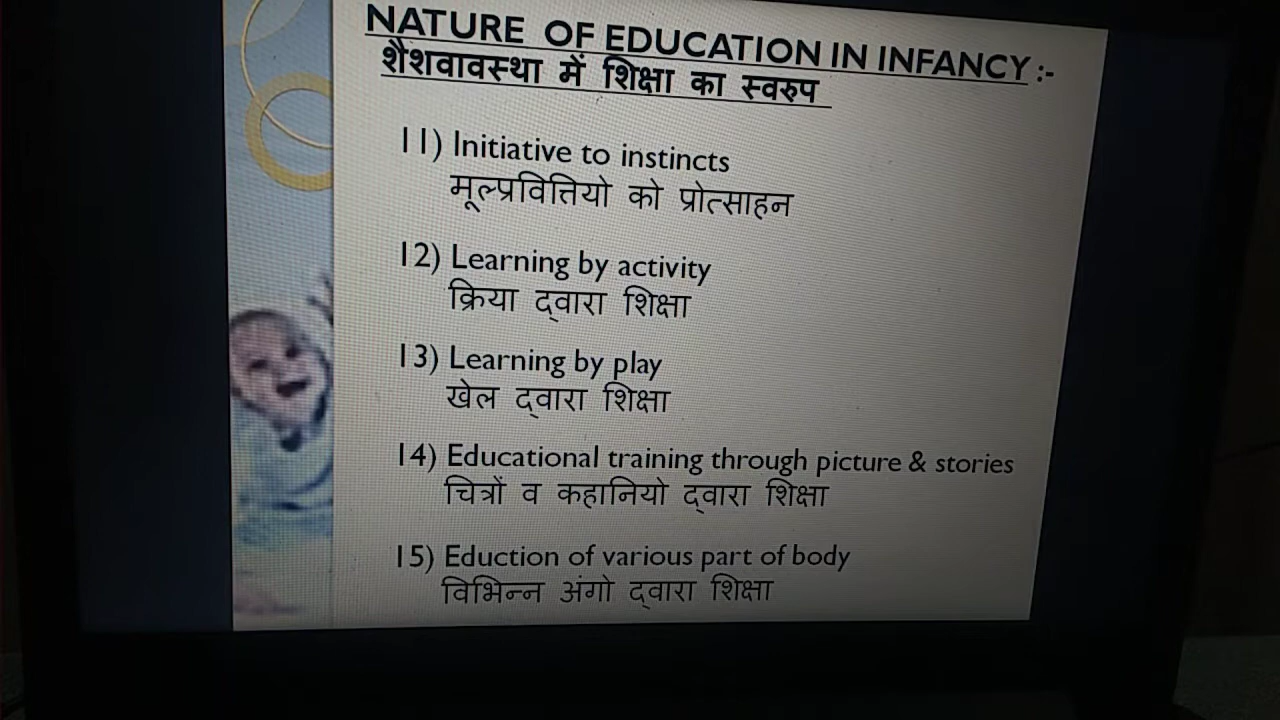 NATURE OF EDUCATION IN INFANCY :-
शैशवावस्था में शिक्षा का स्वरुप
11) Initiative to instincts
मूल्प्रवित्तियो को प्रोत्साहन
12) Learning by activity
क्रिया द्वारा शिक्षा
13) Learning by play
खेल द्वारा शिक्षा
14) Educational training through picture & stories
चित्रों व कहानियो द्वारा शिक्षा
15) Eduction of various part of body
विभिन्न अंगो द्वारा शिक्षा